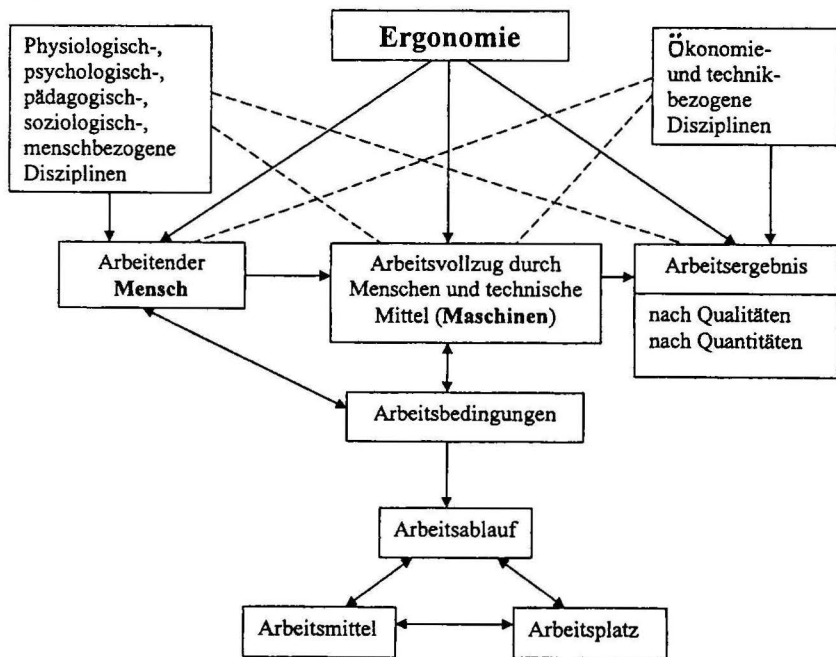 Physiologisch-,
psychologisch-,
pädagogisch-,
soziologisch-,
menschbezogene
Disziplinen
Ergonomie
Ökonomie-
und technik-
bezogene
Disziplinen
Arbeitender
Mensch
Arbeitsvollzug durch
Menschen und technische
Mittel (Maschinen)
Arbeitsergebnis
nach Qualitäten
nach Quantitäten
Arbeitsbedingungen
Arbeitsablauf
Arbeitsmittel
Arbeitsplatz